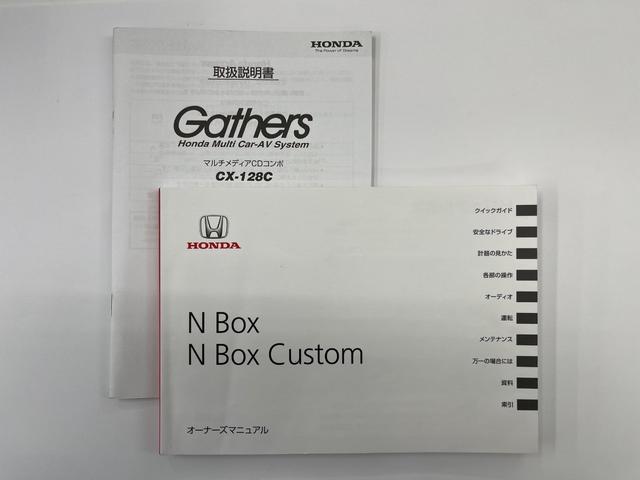 HONDA
The Power of Dreams
取扱説明書
Gathers
Honda Multi Car-AV System
マルチメディアCDコンポ
CX-128C
HONDA
N Box
N Box Custom
オーナーズマニュアル
クイックガイド
安全なドライブ
計器の見かた
各部の操作
オーディオ
運転
メンテナンス
万一の場合には
資料
索引